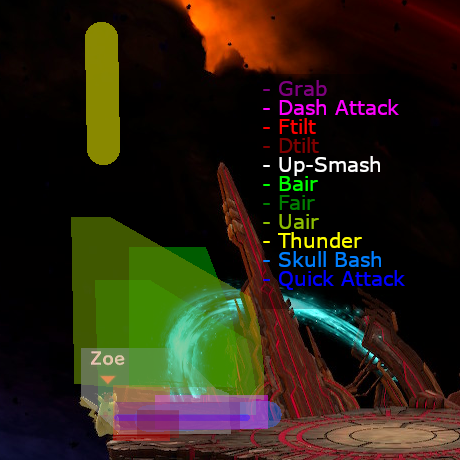 - Grab
- Dash Attack
- Ftilt
- Dtilt
- Up-Smash
- Bair
- Fair
- Uair
- Thunder
- Skull Bash
- Quick Attack
Zoe